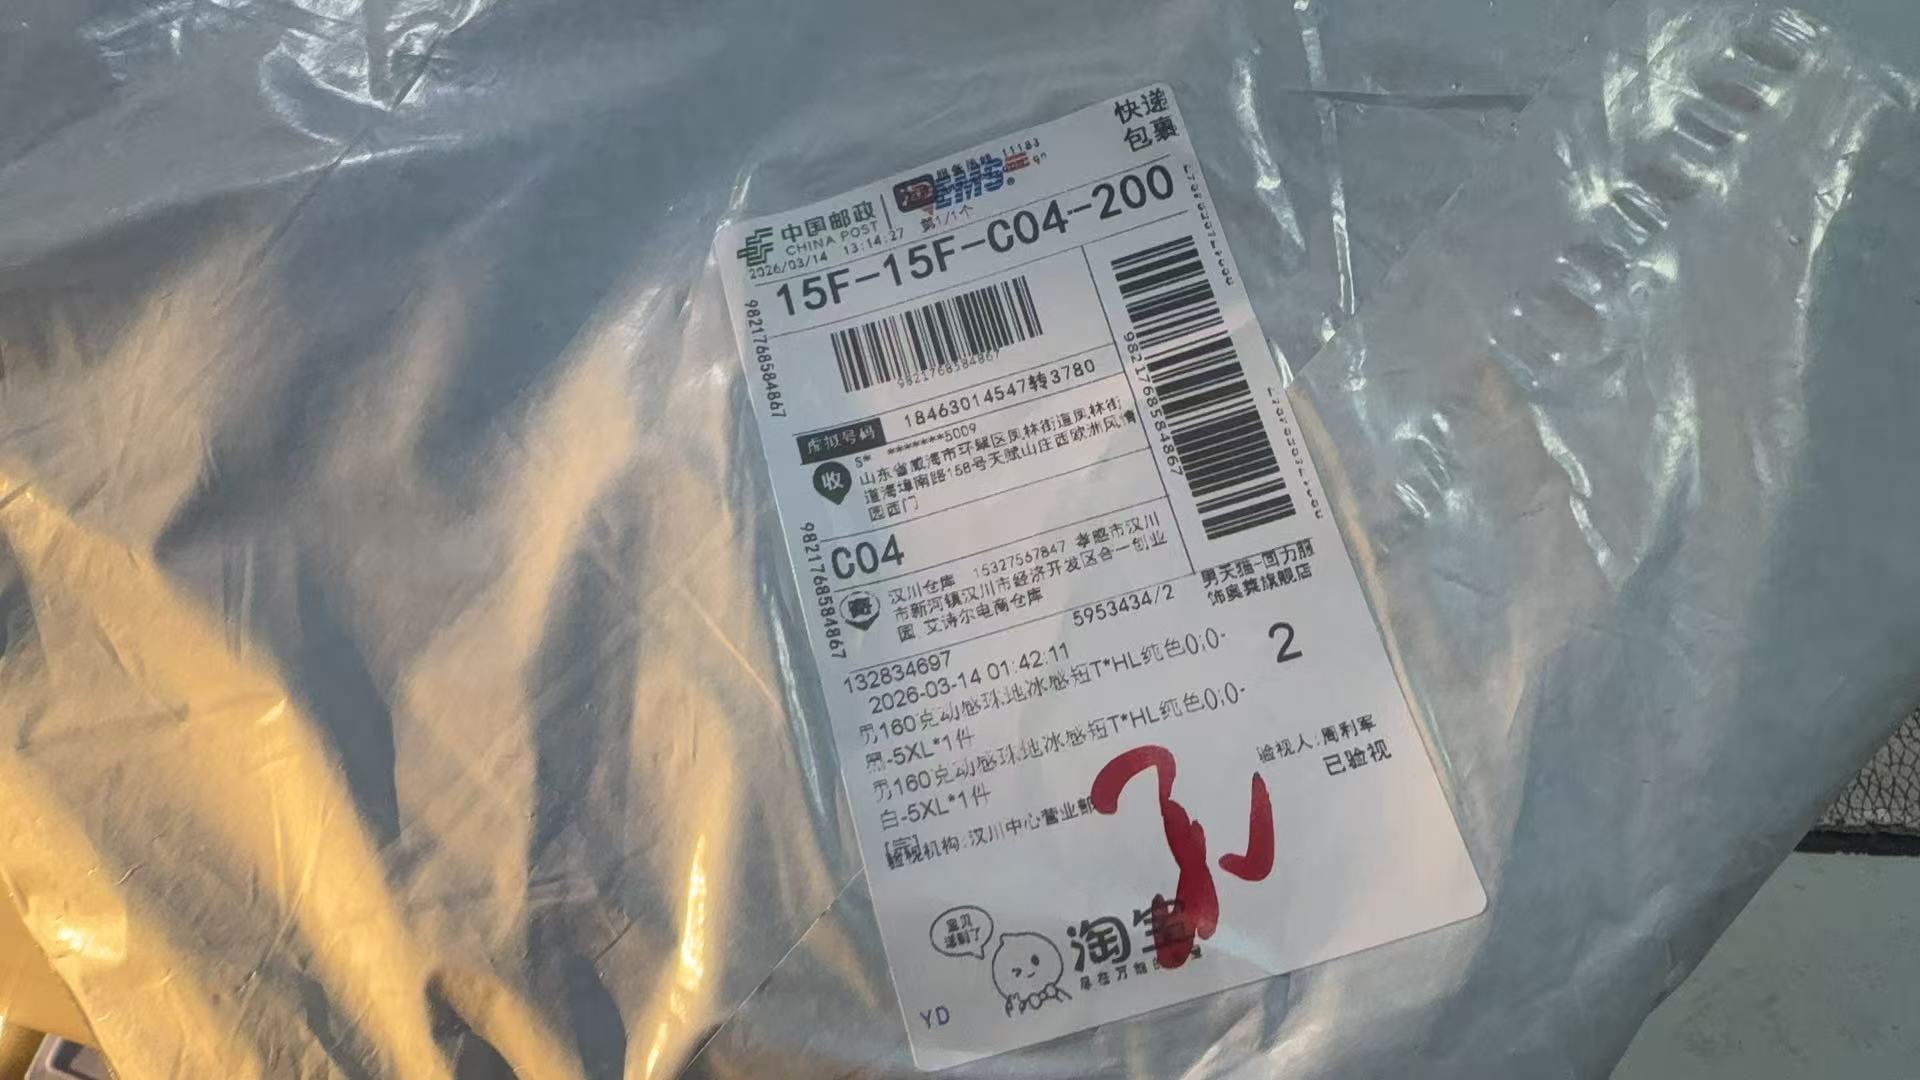 快递
包裹
中国邮政
CHINA POST
EMS
11183
2026/03/14 13:14:27 第1/1个
15F-15F-C04-200
9821768584867
9821768584867
9821768584867
虚拟号码
18463014547转3780
收
S* *******5009
山东省威海市环翠区凤林街道凤林街
道海埠南路158号天赋山庄西欧洲风情
园西门
9821768584867
C04
寄
汉川仓库 15327567847 孝感市汉川
市新河镇汉川市经济开发区合一创业
园 艾诗尔电商仓库
5953434/2
男天猫-回力服
饰奥莱旗舰店
132834697
2026-03-14 01:42:11
2
男160克动感珠地冰感短T*HL纯色0;0-
黑-5XL*1件
男160克动感珠地冰感短T*HL纯色0;0-
白-5XL*1件
验视人:周利军
已验视
验视机构:汉川中心营业部
宝贝
送到了
淘宝
YD